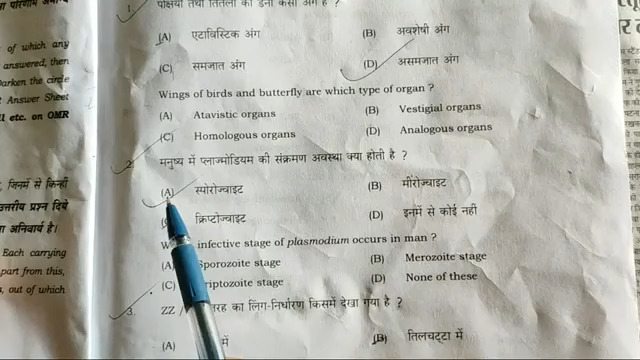 of which any
answered, then
Darken the circle
Answer Sheet
etc. on OMR
जिनमें से किन्हीं
उत्तरीय प्रश्न दिये
अनिवार्य है।
Each carrying
part from this,
out of which
1. तथा तितली का डैना कैसा अंग है ?
(A) एटाविस्टिक अंग (B) अवशेषी अंग
(C) समजात अंग (D) असमजात अंग
Wings of birds and butterfly are which type of organ ?
(A) Atavistic organs (B) Vestigial organs
(C) Homologous organs (D) Analogous organs
2. मनुष्य में प्लाज्मोडियम की संक्रमण अवस्था क्या होती है ?
(A) स्पोरोज्वाइट (B) मीरोज्वाइट
क्रिप्टोज्वाइट (D) इनमें से कोई नहीं
infective stage of plasmodium occurs in man ?
(A) Sporozoite stage (B) Merozoite stage
(C) riptozoite stage (D) None of these
3. ZZ / तरह का लिंग-निर्धारण किसमें देखा गया है ?
(A) में (B) तिलचट्टा में